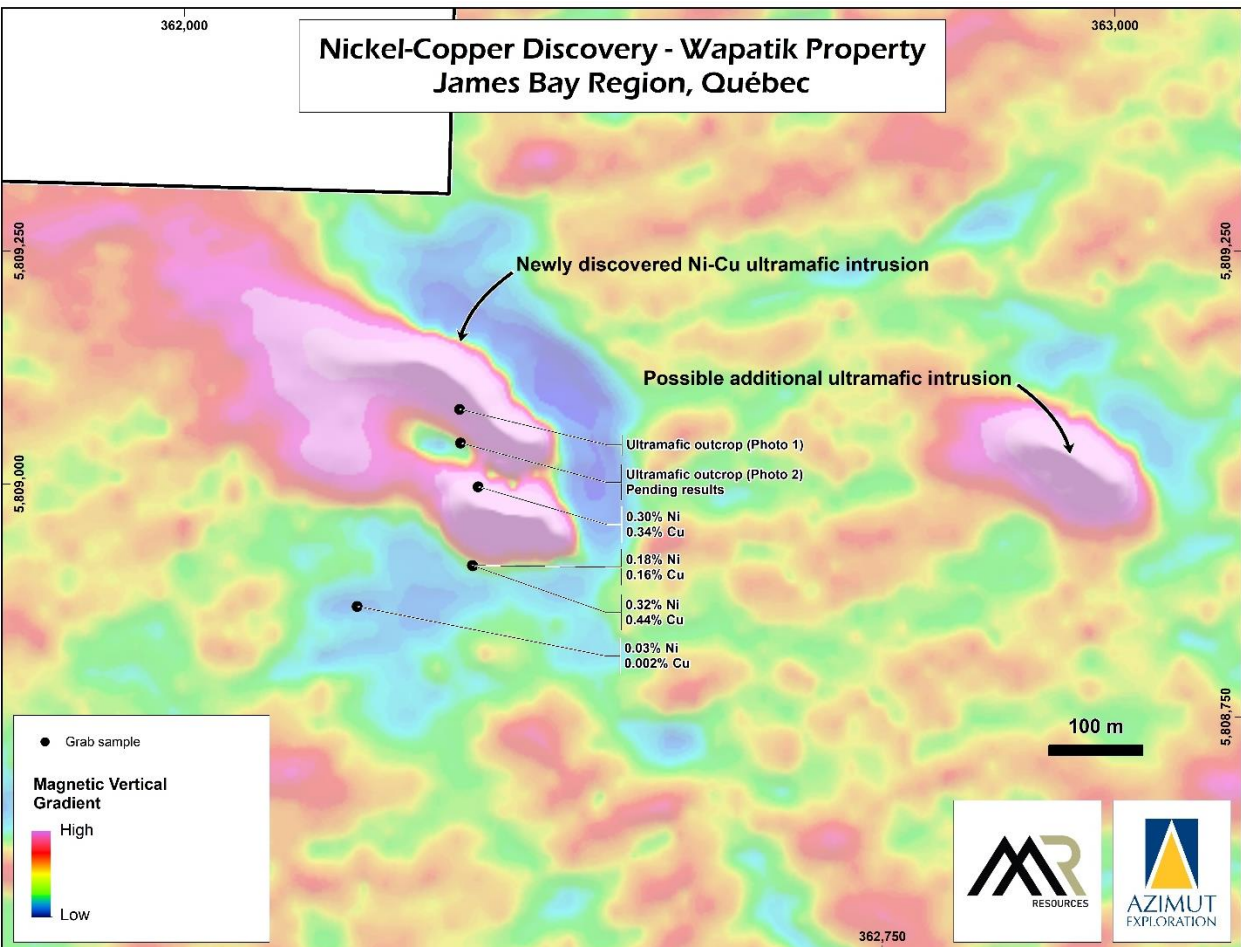 362,000
363,000
Nickel-Copper Discovery - Wapatik Property
James Bay Region, Québec
5,809,250
5,809,250
Newly discovered Ni-Cu ultramafic intrusion
Possible additional ultramafic intrusion
Ultramafic outcrop (Photo 1)
Ultramafic outcrop (Photo 2)
Pending results
5,809,000
0.30% Ni
0.34% Cu
0.18% Ni
0.16% Cu
0.32% Ni
0.44% Cu
0.03% Ni
0.002% Cu
5,808,750
100 m
Grab sample
Magnetic Vertical
Gradient
High
Low
MR
RESOURCES
AZIMUT
EXPLORATION
362,750